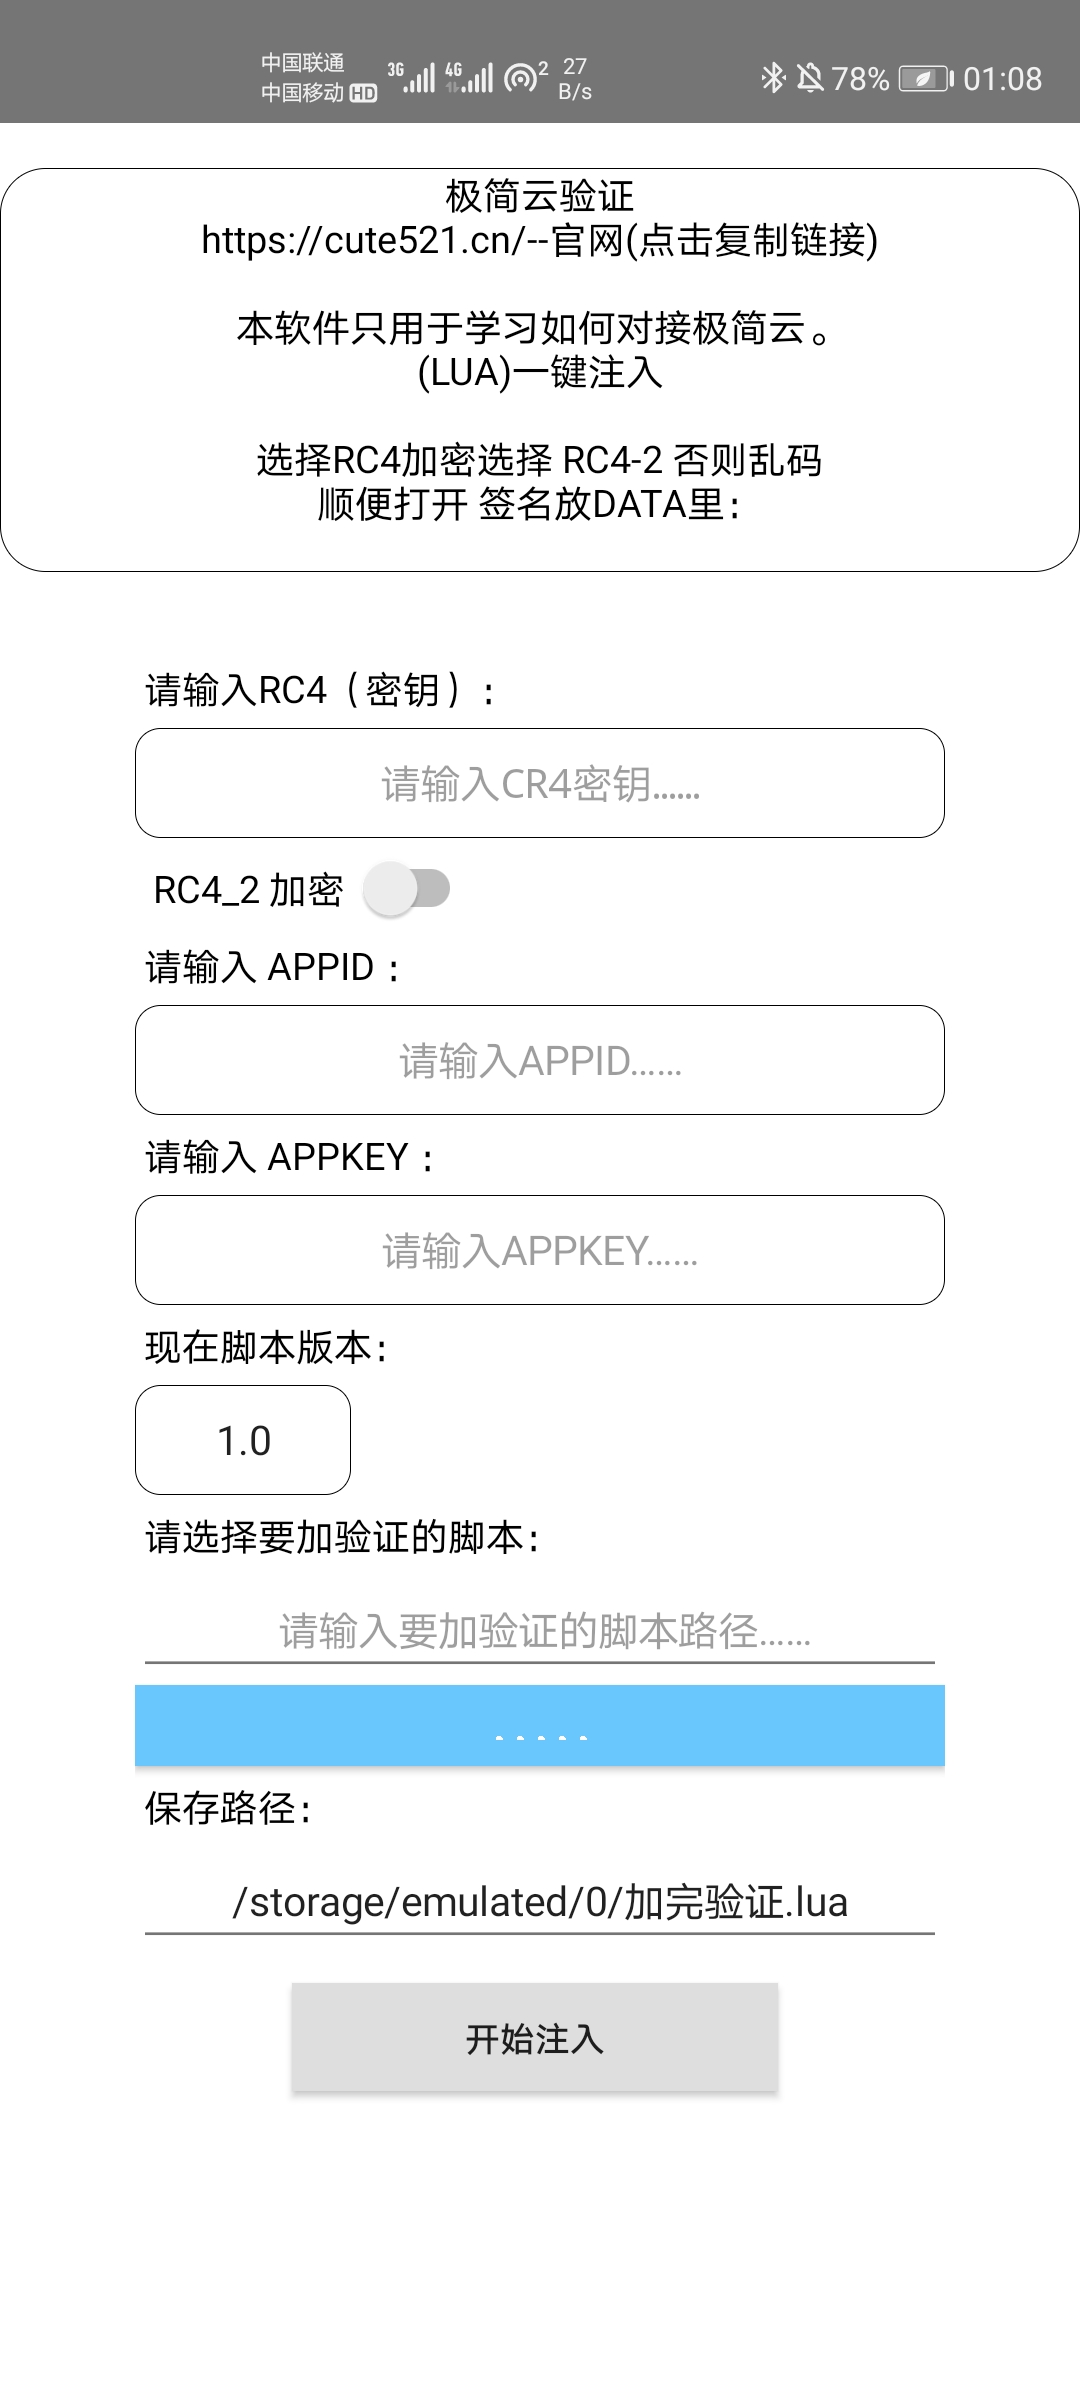 中国联通
中国移动 HD
3G 4G 2 27 B/s
78% 01:08
极简云验证
https://cute521.cn/--官网(点击复制链接)
本软件只用于学习如何对接极简云。
(LUA)一键注入
选择RC4加密选择 RC4-2 否则乱码
顺便打开 签名放DATA里：
请输入RC4（密钥）：
请输入CR4密钥……
RC4_2 加密
请输入 APPID：
请输入APPID……
请输入 APPKEY：
请输入APPKEY……
现在脚本版本：
1.0
请选择要加验证的脚本：
请输入要加验证的脚本路径……
.....
保存路径：
/storage/emulated/0/加完验证.lua
开始注入